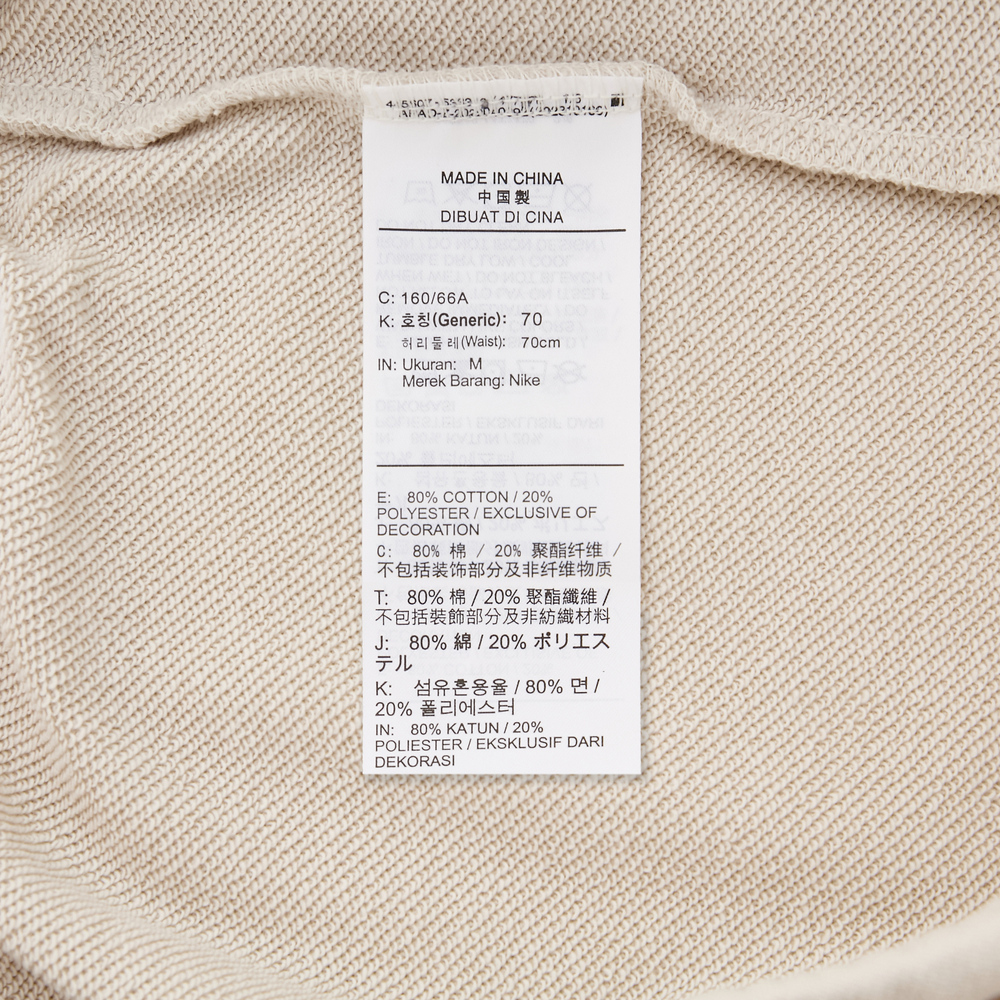 MADE IN CHINA
中国製
DIBUAT DI CINA
C: 160/66A
K: 호칭(Generic): 70
허리둘레(Waist): 70cm
IN: Ukuran: M
Merek Barang: Nike
E: 80% COTTON / 20%
POLYESTER / EXCLUSIVE OF
DECORATION
C: 80% 棉 / 20% 聚酯纤维 /
不包括装饰部分及非纤维物质
T: 80% 棉 / 20% 聚酯纖維 /
不包括裝飾部分及非紡織材料
J: 80% 綿 / 20% ポリエス
テル
K: 섬유혼용율 / 80% 면 /
20% 폴리에스터
IN: 80% KATUN / 20%
POLIESTER / EKSKLUSIF DARI
DEKORASI